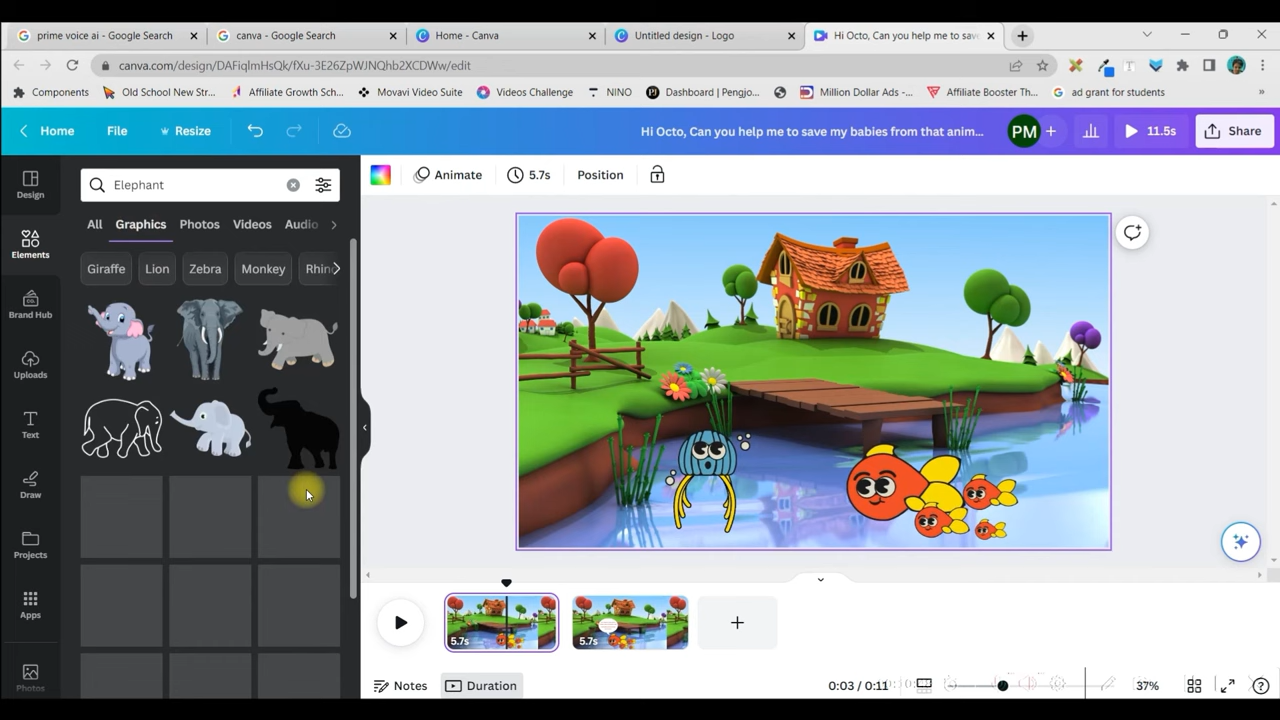 prime voice ai - Google Search
canva - Google Search
Home - Canva
Untitled design - Logo
Hi Octo, Can you help me to sav
canva.com/design/DAFiqlmHsQk/fXu-3E26ZpWJNQhb2XCDWw/edit
Components
Old School New Str...
Affiliate Growth Sch...
Movavi Video Suite
Videos Challenge
NINO
Dashboard | Pengjo...
Million Dollar Ads -...
Affiliate Booster Th...
ad grant for students
»
Home
File
Resize
Hi Octo, Can you help me to save my babies from that anim...
PM
+
11.5s
Share
Design
Elements
Brand Hub
Uploads
Text
Draw
Projects
Apps
Photos
Elephant
All
Graphics
Photos
Videos
Audio
Giraffe
Lion
Zebra
Monkey
Rhin
Animate
5.7s
Position
5.7s
5.7s
Notes
Duration
0:03 / 0:11
37%